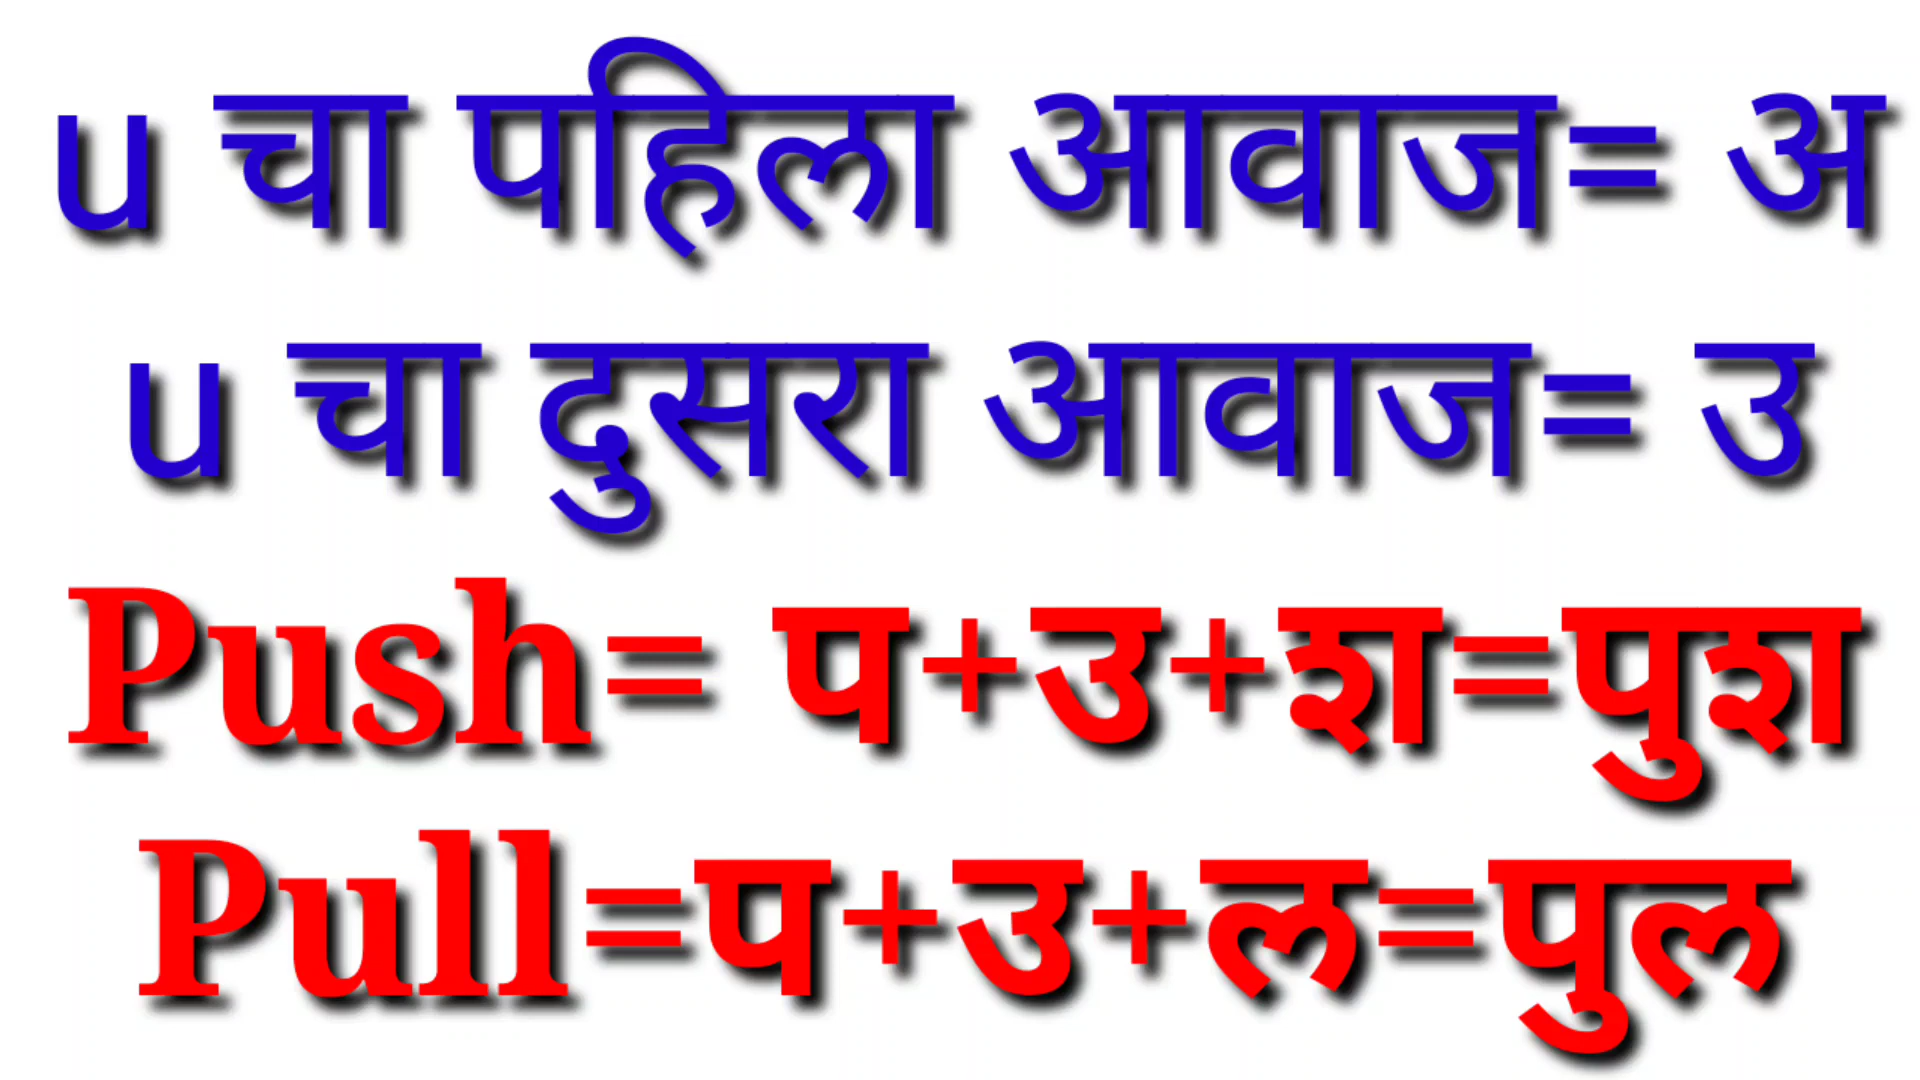 u चा पहिला आवाज= अ
u चा दुसरा आवाज= उ
Push= प+उ+श=पुश
Pull=प+उ+ल=पुल